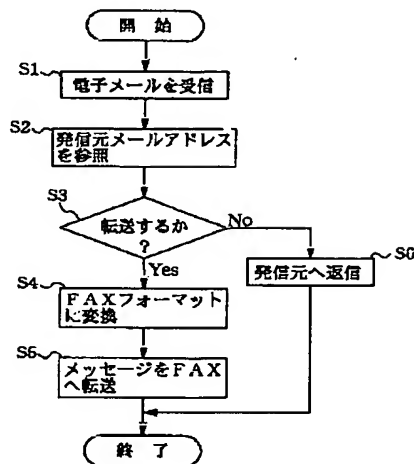 開 始
S1
電子メールを受信
S2
発信元メールアドレス
を参照
S3
転送するか
?
No
Yes
S6
発信元へ返信
S4
FAXフォーマット
に変換
S5
メッセージをFAX
へ転送
終 了